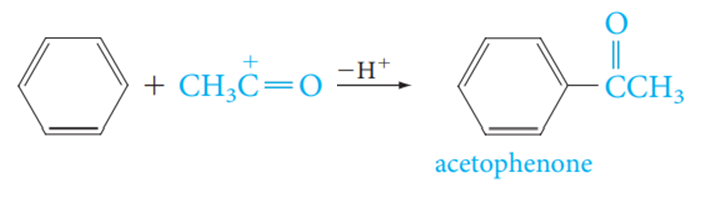 O
+ CH₃C⁺=O −H⁺ CCH₃
acetophenone